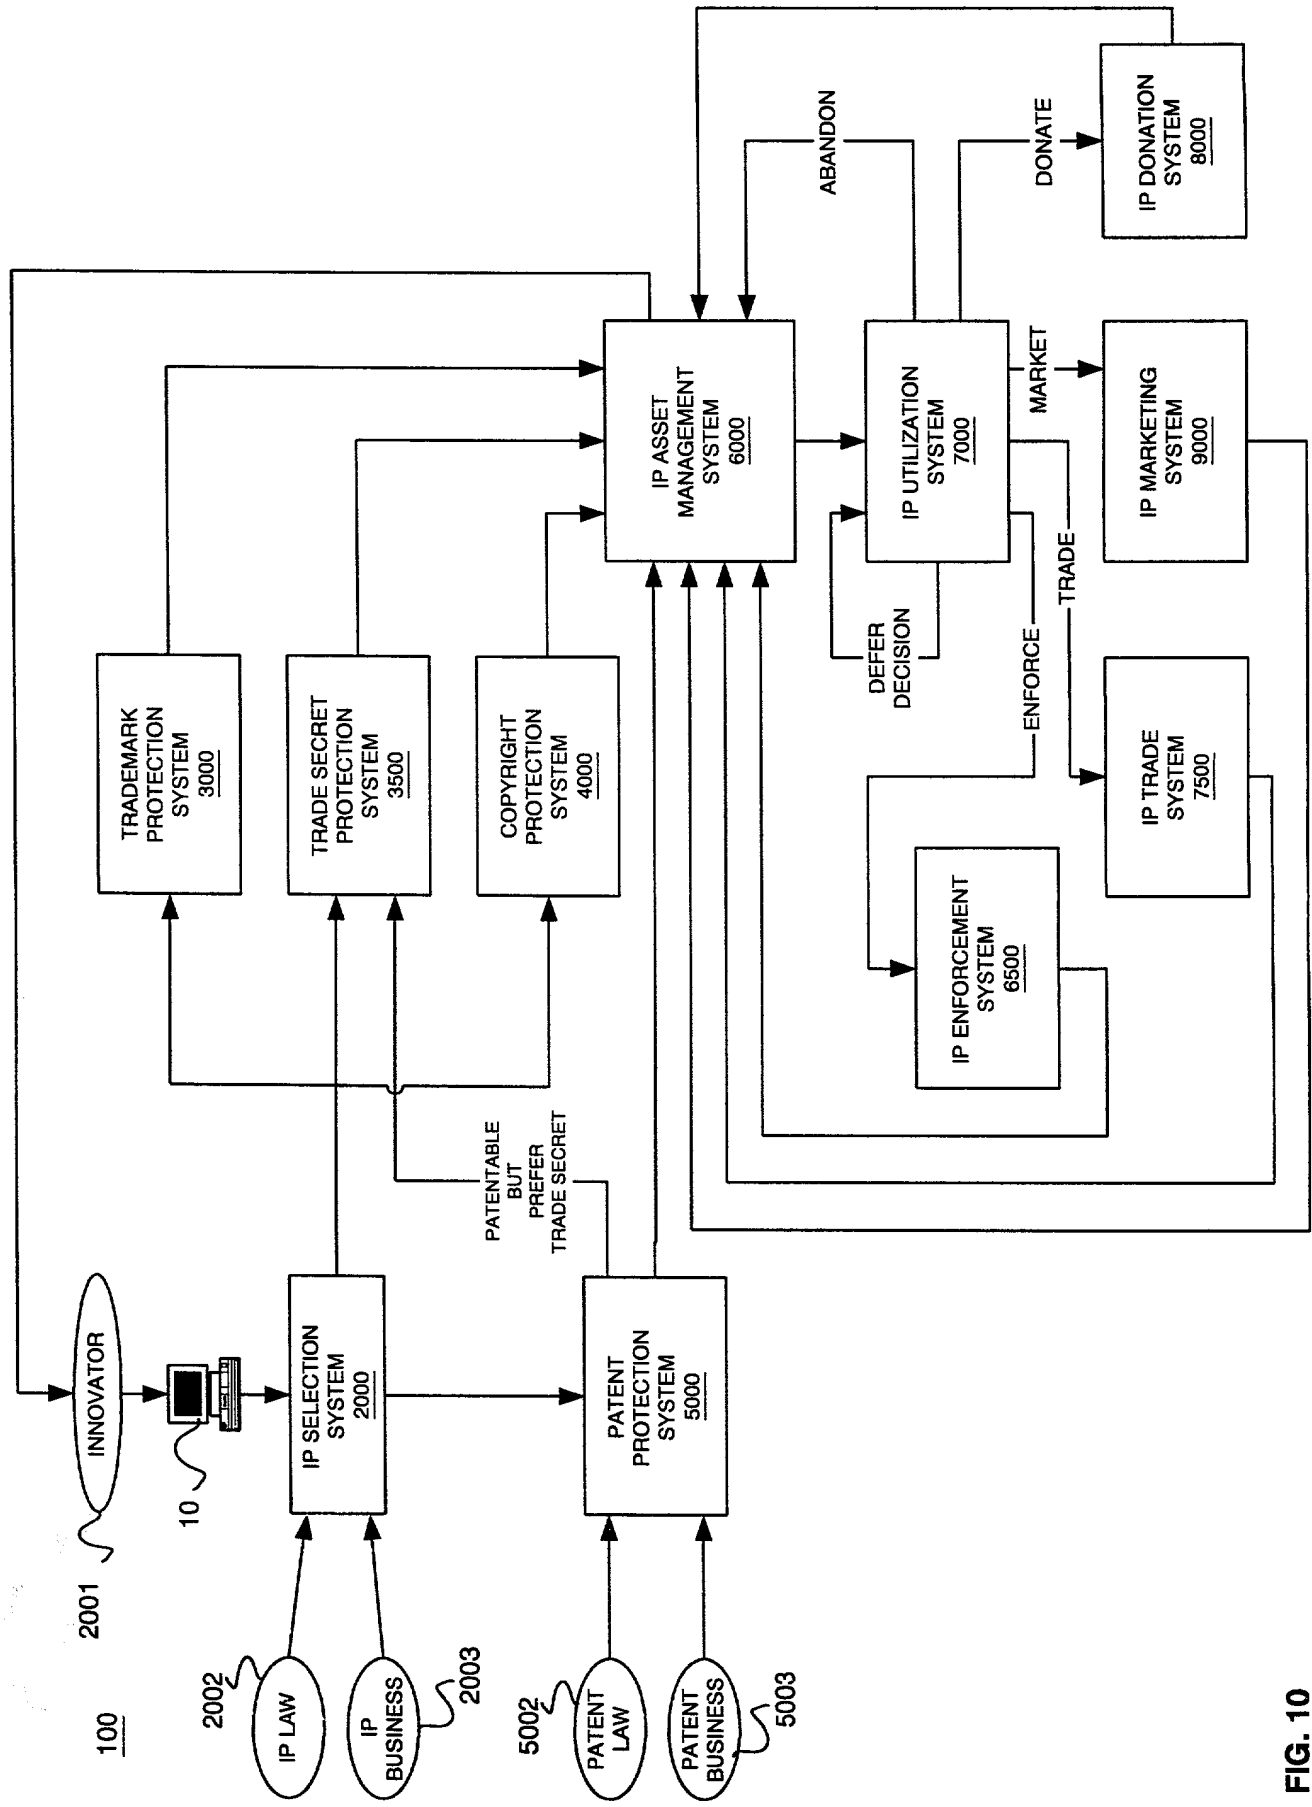 100
2001
INNOVATOR
10
2002
IP LAW
IP
BUSINESS
2003
IP SELECTION
SYSTEM
2000
5002
PATENT
LAW
PATENT
BUSINESS
5003
PATENT
PROTECTION
SYSTEM
5000
PATENTABLE
BUT
PREFER
TRADE SECRET
TRADEMARK
PROTECTION
SYSTEM
3000
TRADE SECRET
PROTECTION
SYSTEM
3500
COPYRIGHT
PROTECTION
SYSTEM
4000
IP ASSET
MANAGEMENT
SYSTEM
6000
ABANDON
DEFER
DECISION
IP UTILIZATION
SYSTEM
7000
ENFORCE
TRADE
MARKET
DONATE
IP ENFORCEMENT
SYSTEM
6500
IP TRADE
SYSTEM
7500
IP MARKETING
SYSTEM
9000
IP DONATION
SYSTEM
8000
FIG. 10